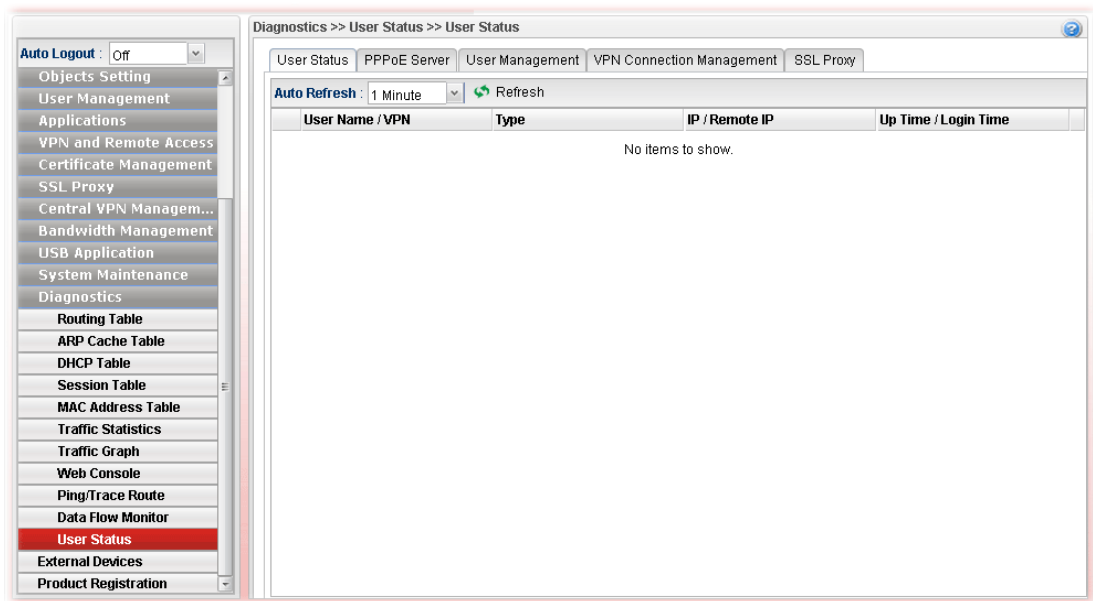 Diagnostics >> User Status >> User Status
Auto Logout : Off
Objects Setting
User Management
Applications
VPN and Remote Access
Certificate Management
SSL Proxy
Central VPN Managem...
Bandwidth Management
USB Application
System Maintenance
Diagnostics
Routing Table
ARP Cache Table
DHCP Table
Session Table
MAC Address Table
Traffic Statistics
Traffic Graph
Web Console
Ping/Trace Route
Data Flow Monitor
User Status
External Devices
Product Registration
User Status PPPoE Server User Management VPN Connection Management SSL Proxy
Auto Refresh : 1 Minute Refresh
User Name / VPN Type IP / Remote IP Up Time / Login Time
No items to show.